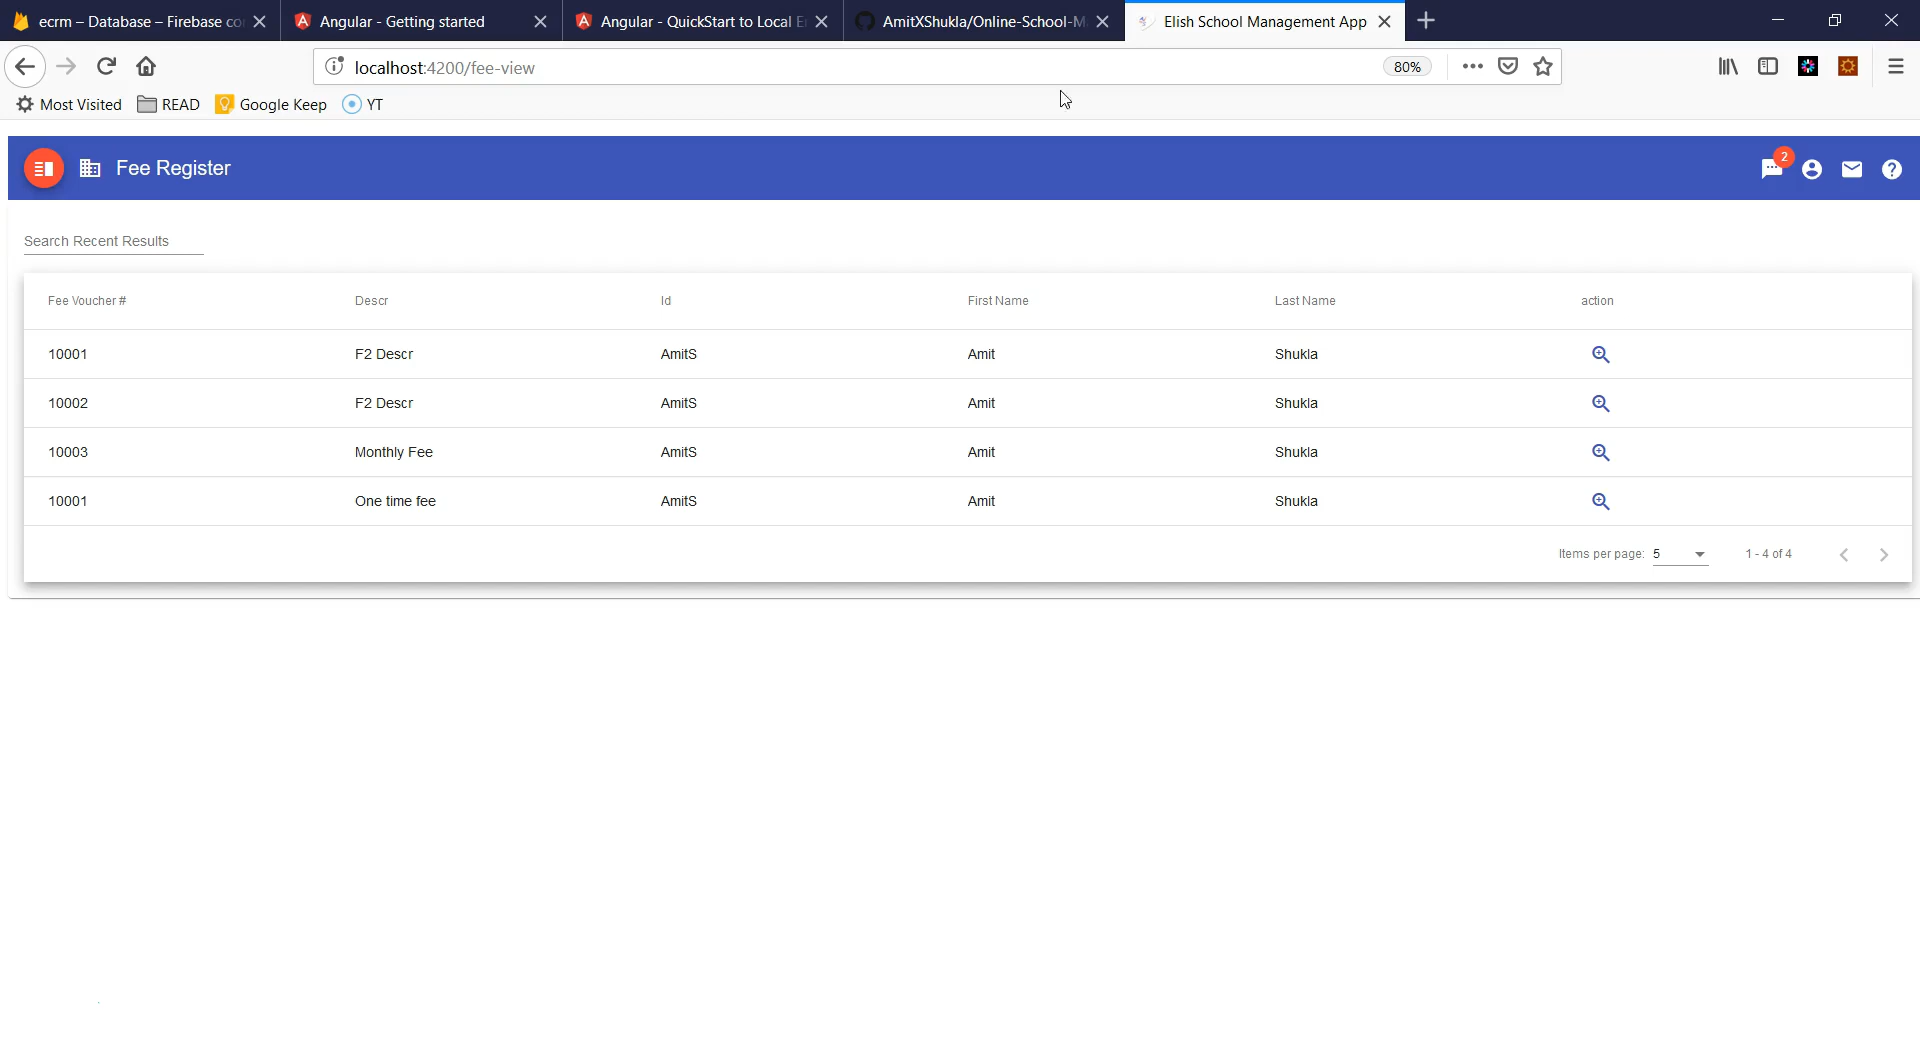 ecrm – Database – Firebase co
Angular - Getting started
Angular - QuickStart to Local E
AmitXShukla/Online-School-M
Elish School Management App
localhost:4200/fee-view
80%
Most Visited
READ
Google Keep
YT
Fee Register
2
Search Recent Results
Fee Voucher # Descr Id First Name Last Name action
10001 F2 Descr AmitS Amit Shukla
10002 F2 Descr AmitS Amit Shukla
10003 Monthly Fee AmitS Amit Shukla
10001 One time fee AmitS Amit Shukla
Items per page: 5 1 - 4 of 4